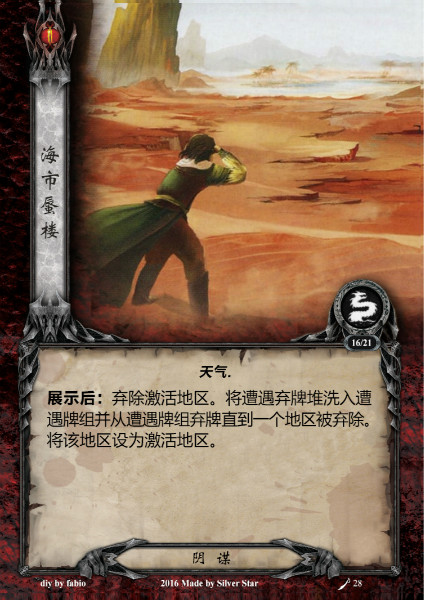 海市蜃楼
16/21
天气.
展示后：弃除激活地区。将遭遇弃牌堆洗入遭
遇牌组并从遭遇牌组弃牌直到一个地区被弃除。
将该地区设为激活地区。
阴谋
diy by fabio
2016 Made by Silver Star
28